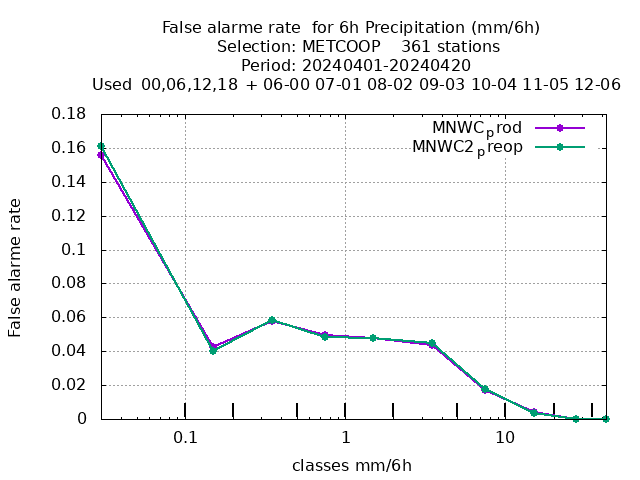 False alarme rate  for 6h Precipitation (mm/6h)
Selection: METCOOP    361 stations
Period: 20240401-20240420
Used  00,06,12,18  + 06-00 07-01 08-02 09-03 10-04 11-05 12-06
MNWCprod
MNWC2preop
False alarme rate
0.18
0.16
0.14
0.12
0.1
0.08
0.06
0.04
0.02
0
0.1
1
10
classes mm/6h